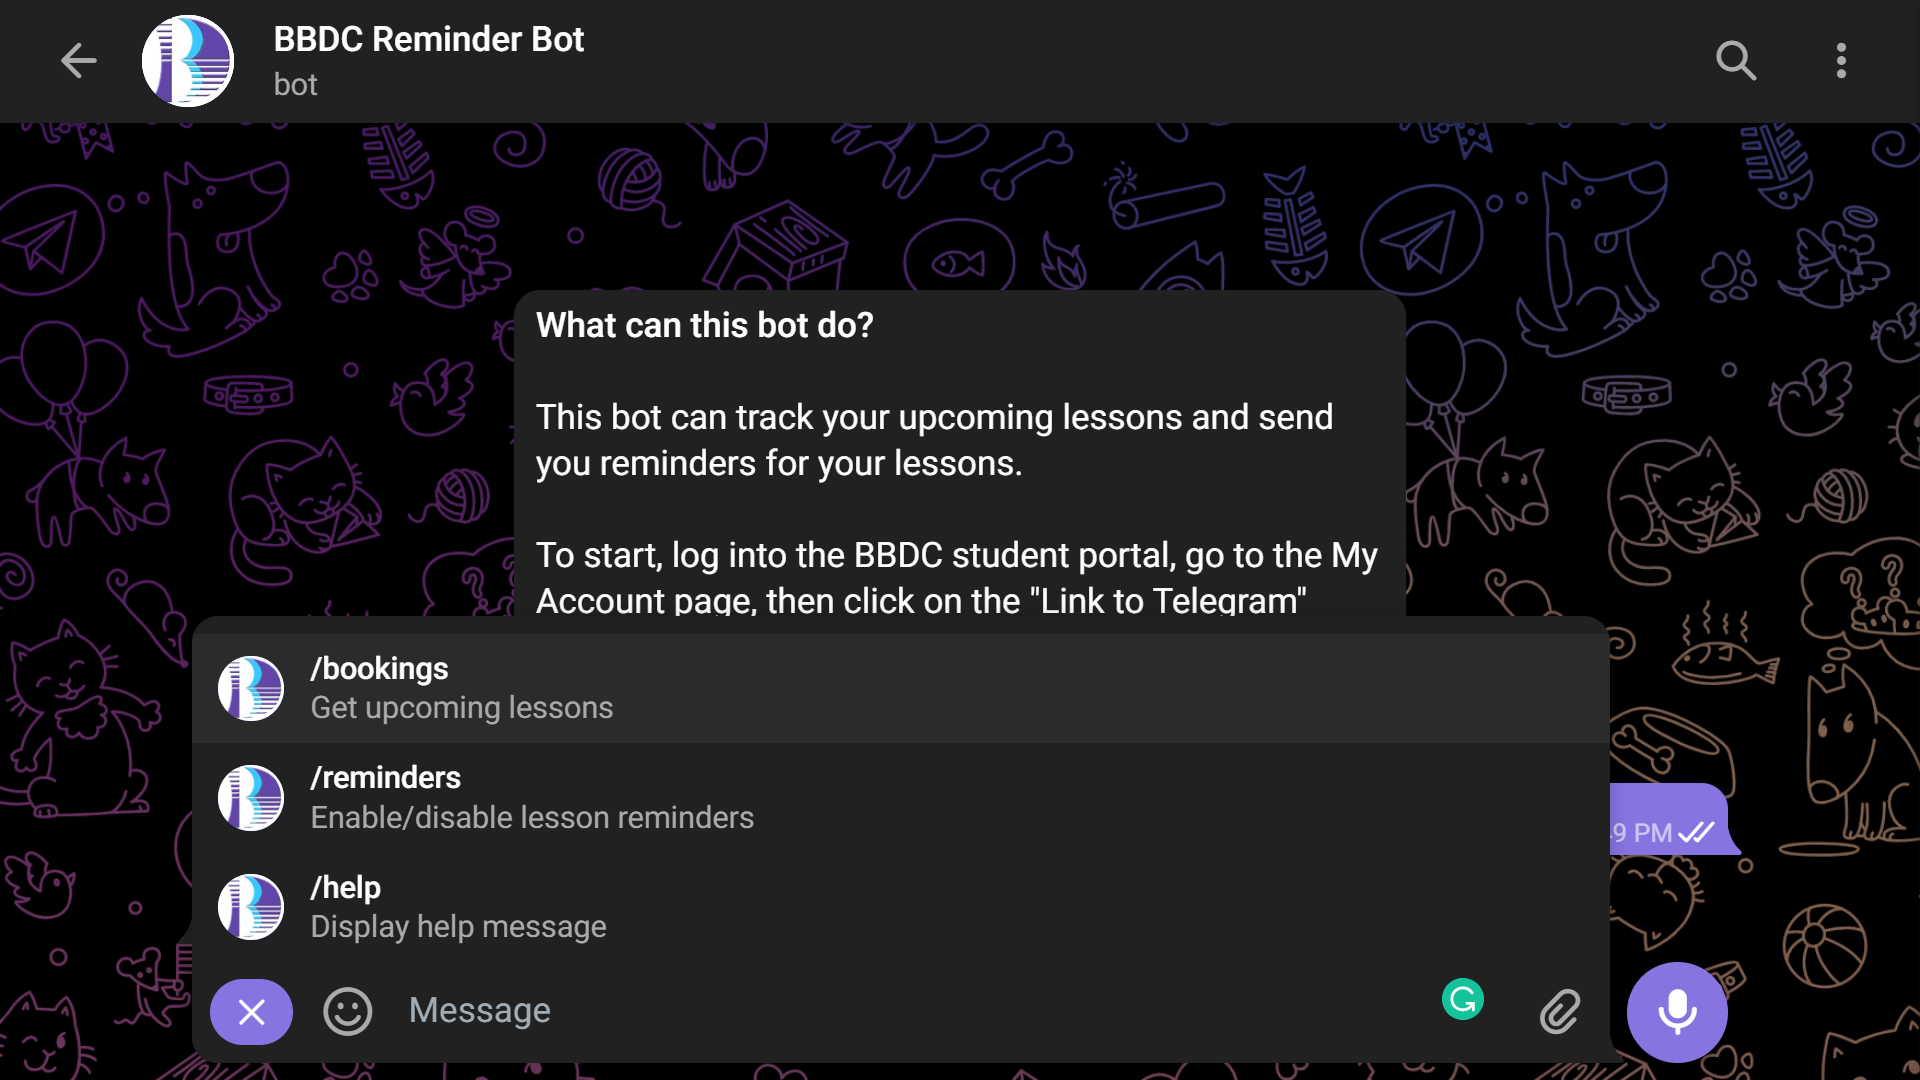 BBDC Reminder Bot
bot
What can this bot do?
This bot can track your upcoming lessons and send
you reminders for your lessons.
To start, log into the BBDC student portal, go to the My
Account page, then click on the "Link to Telegram"
/bookings
Get upcoming lessons
/reminders
Enable/disable lesson reminders
9 PM
/help
Display help message
Message